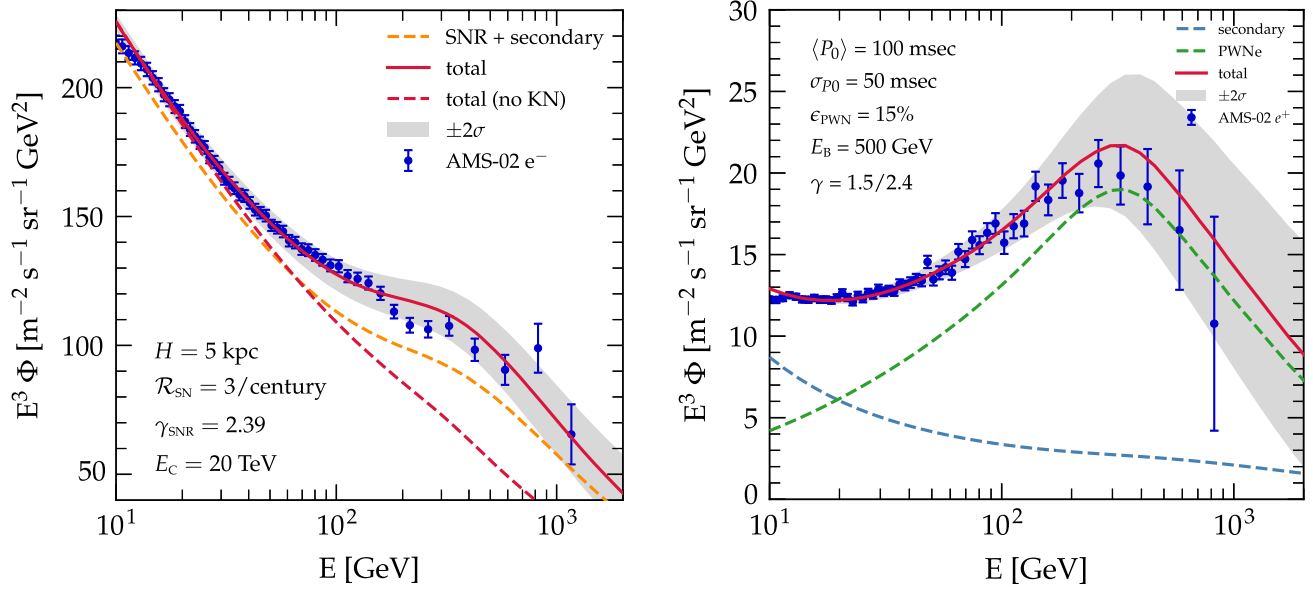 SNR + secondary
total
total (no KN)
±2σ
AMS-02 e⁻
H = 5 kpc
𝓡_SN = 3/century
γ_SNR = 2.39
E_C = 20 TeV
E³ Φ [m⁻² s⁻¹ sr⁻¹ GeV²]
200
150
100
50
10¹
10²
10³
E [GeV]
⟨P₀⟩ = 100 msec
σ_P0 = 50 msec
ϵ_PWN = 15%
E_B = 500 GeV
γ = 1.5/2.4
secondary
PWNe
total
±2σ
AMS-02 e⁺
E³ Φ [m⁻² s⁻¹ sr⁻¹ GeV²]
30
25
20
15
10
5
0
10¹
10²
10³
E [GeV]